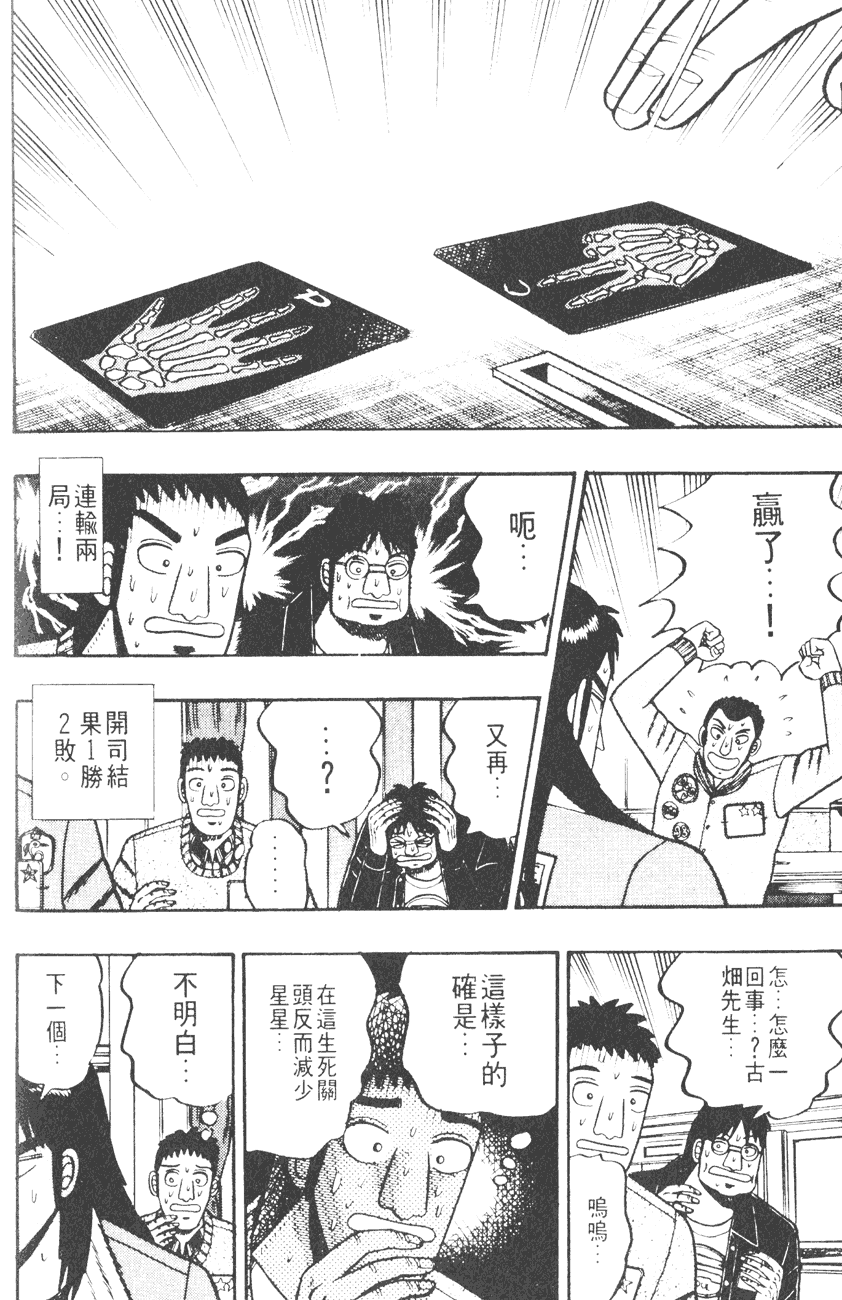 贏了…！
呃…
連輸兩
局…！
又再…
…？
……
開司結
果1勝
2敗。
怎…怎麼一
回事…？古
畑先生…
嗚嗚…
這樣子的
確是…
在這生死關
頭反而減少
星星…
不明白…
下一個…